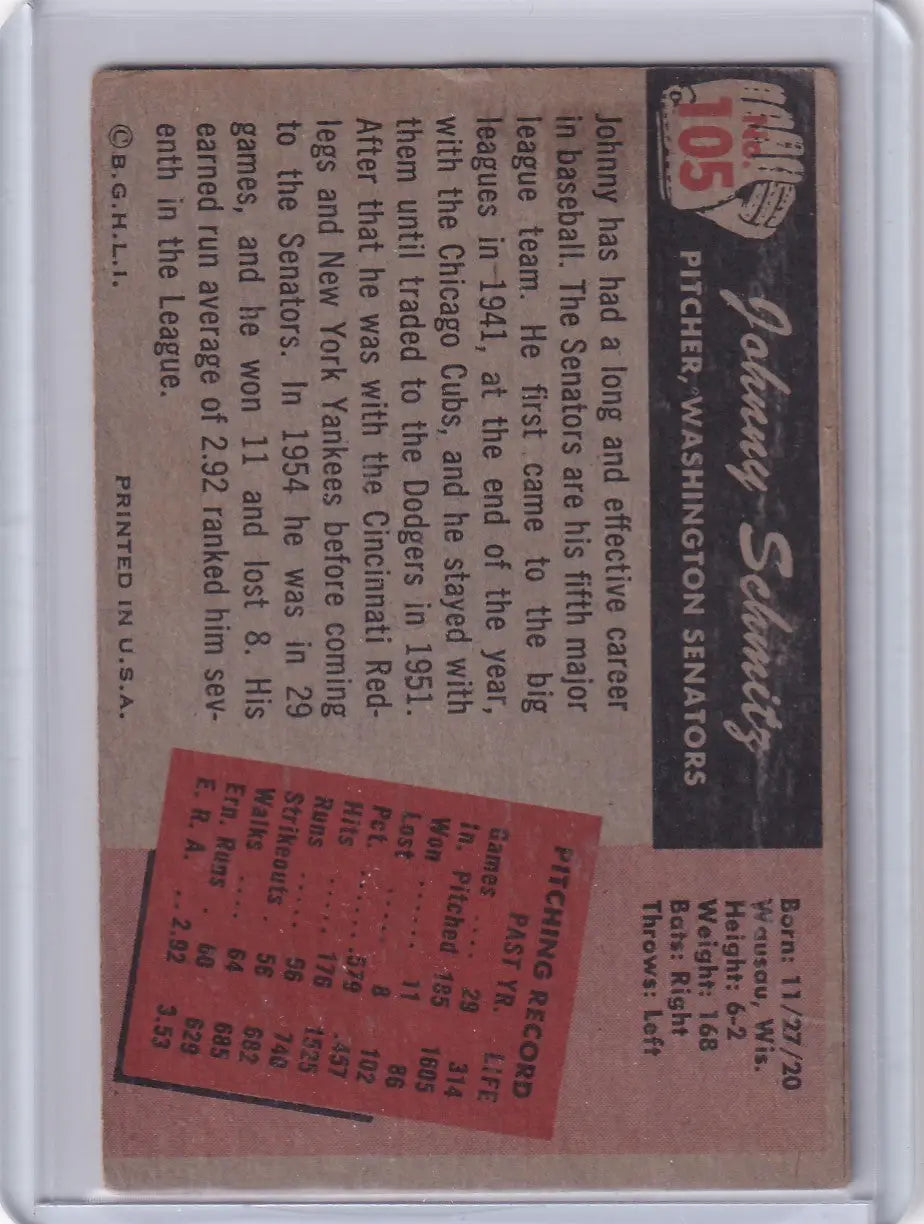 No.
105
Johnny Schmitz
PITCHER, WASHINGTON SENATORS
Born: 11/27/20
Wausau, Wis.
Height: 6-2
Weight: 168
Bats: Right
Throws: Left
Johnny has had a long and effective career
in baseball. The Senators are his fifth major
league team. He first came to the big
leagues in 1941, at the end of the year,
with the Chicago Cubs, and he stayed with
them until traded to the Dodgers in 1951.
After that he was with the Cincinnati Red-
legs and New York Yankees before coming
to the Senators. In 1954 he was in 29
games, and he won 11 and lost 8. His
earned run average of 2.92 ranked him sev-
enth in the League.
PITCHING RECORD
PAST YR. LIFE
Games .... 29 314
In. Pitched 185 1605
Won ...... 11 86
Lost ...... 8 102
Pct. ...... .579 .457
Hits ..... 176 1525
Runs ..... 96 740
Strikeouts . 56 682
Walks .... 64 685
Ern. Runs . 60 629
E. R. A. .. 2.92 3.53
©B.G.H.L.I.
PRINTED IN U.S.A.